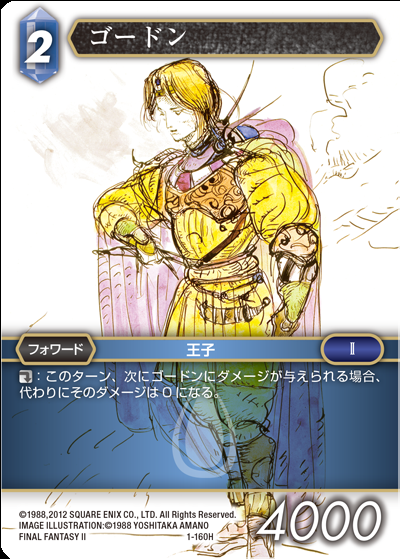 2
ゴードン
フォワード
王子
II
：このターン、次にゴードンにダメージが与えられる場合、
代わりにそのダメージは0になる。
©1988,2012 SQUARE ENIX CO., LTD. All Rights Reserved.
IMAGE ILLUSTRATION:©1988 YOSHITAKA AMANO
FINAL FANTASY II
1-160H
4000